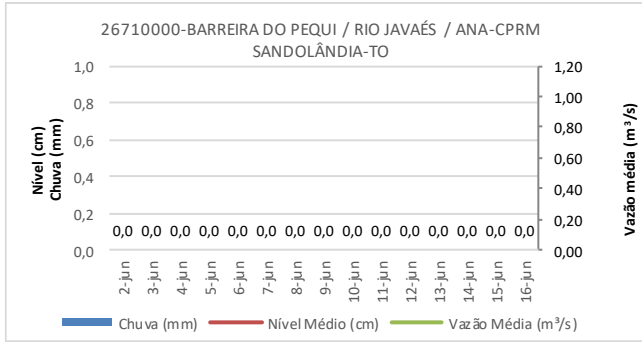 26710000-BARREIRA DO PEQUI / RIO JAVAÉS / ANA-CPRM
SANDOLÂNDIA-TO
1,0
0,8
0,6
0,4
0,2
0,0
Nível (cm)
Chuva (mm)
1,20
1,00
0,80
0,60
0,40
0,20
0,00
Vazão média (m³/s)
0,0 0,0 0,0 0,0 0,0 0,0 0,0 0,0 0,0 0,0 0,0 0,0 0,0 0,0 0,0
2-jun
3-jun
4-jun
5-jun
6-jun
7-jun
8-jun
9-jun
10-jun
11-jun
12-jun
13-jun
14-jun
15-jun
16-jun
Chuva (mm) Nível Médio (cm) Vazão Média (m³/s)